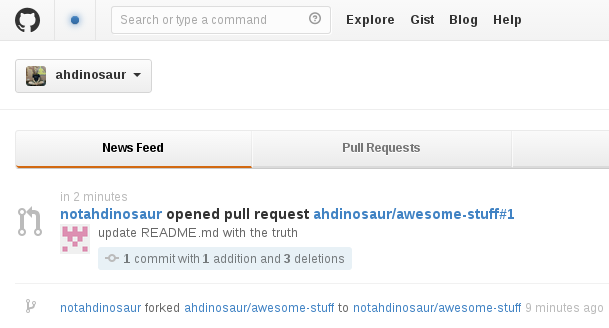 Search or type a command
Explore Gist Blog Help
ahdinosaur
News Feed Pull Requests
in 2 minutes
notahdinosaur opened pull request ahdinosaur/awesome-stuff#1
update README.md with the truth
1 commit with 1 addition and 3 deletions
notahdinosaur forked ahdinosaur/awesome-stuff to notahdinosaur/awesome-stuff 9 minutes ago